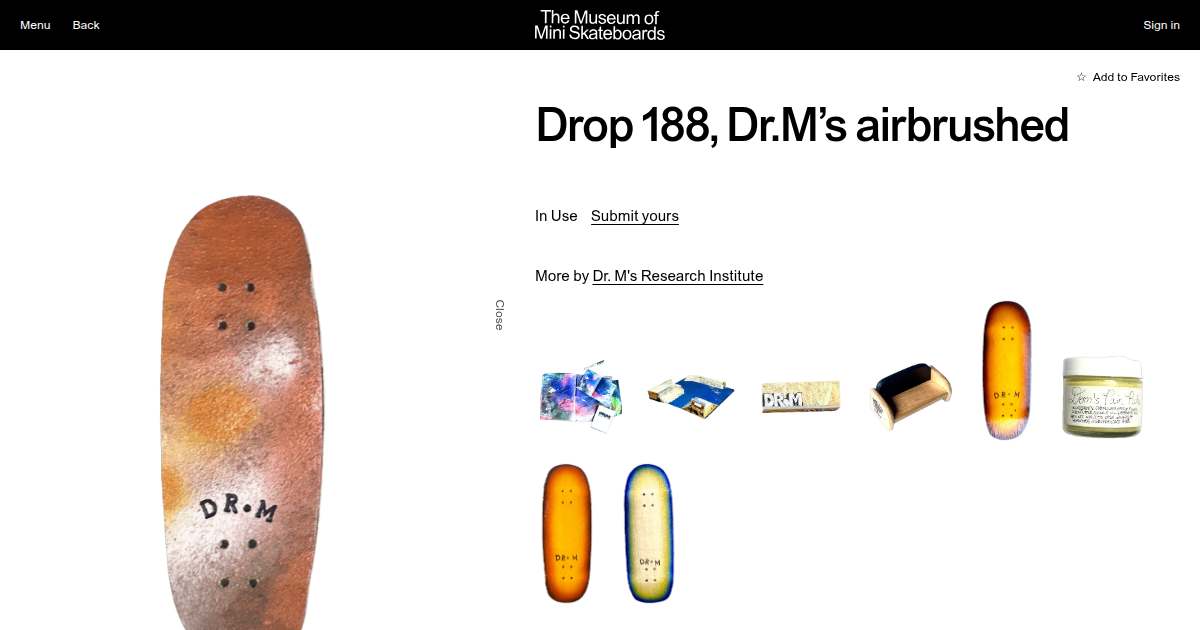 Menu
Back
The Museum of
Mini Skateboards
Sign in
☆ Add to Favorites
Drop 188, Dr.M’s airbrushed
In Use
Submit yours
More by Dr. M's Research Institute
Close
DR•M
DR•M
DR•M
DR•M
DR•M